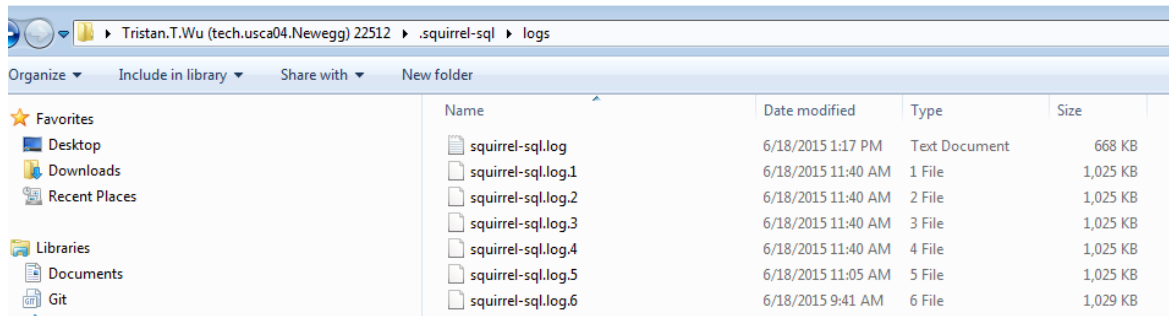 Tristan.T.Wu (tech.usca04.Newegg) 22512 .squirrel-sql logs
Organize Include in library Share with New folder
Favorites
Desktop
Downloads
Recent Places
Libraries
Documents
Git
Name Date modified Type Size
squirrel-sql.log 6/18/2015 1:17 PM Text Document 668 KB
squirrel-sql.log.1 6/18/2015 11:40 AM 1 File 1,025 KB
squirrel-sql.log.2 6/18/2015 11:40 AM 2 File 1,025 KB
squirrel-sql.log.3 6/18/2015 11:40 AM 3 File 1,025 KB
squirrel-sql.log.4 6/18/2015 11:40 AM 4 File 1,025 KB
squirrel-sql.log.5 6/18/2015 11:05 AM 5 File 1,025 KB
squirrel-sql.log.6 6/18/2015 9:41 AM 6 File 1,029 KB